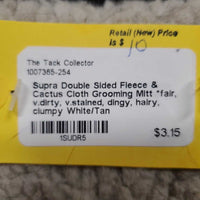 Retail (New) Price
is $ 10
The Tack Collector
1007365-254
Supra Double Sided Fleece &
Cactus Cloth Grooming Mitt *fair,
v.dirty, v.stained, dingy, hairy,
clumpy White/Tan
1SUDR5
$3.15